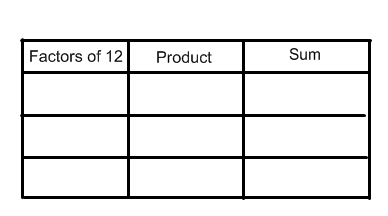 Factors of 12 Product Sum